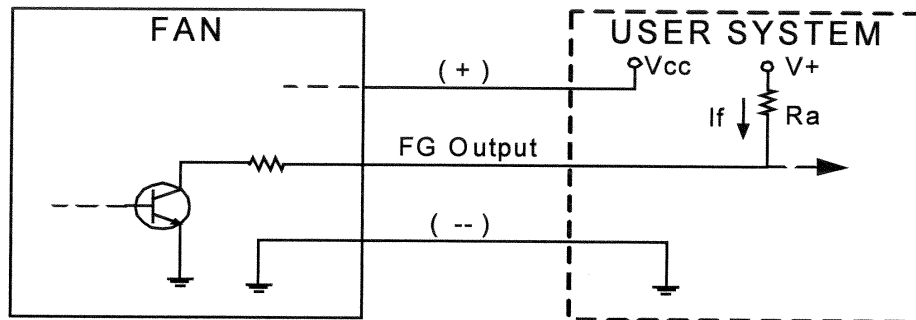 FAN
USER SYSTEM
( + )
Vcc
V+
If
Ra
FG Output
( -- )